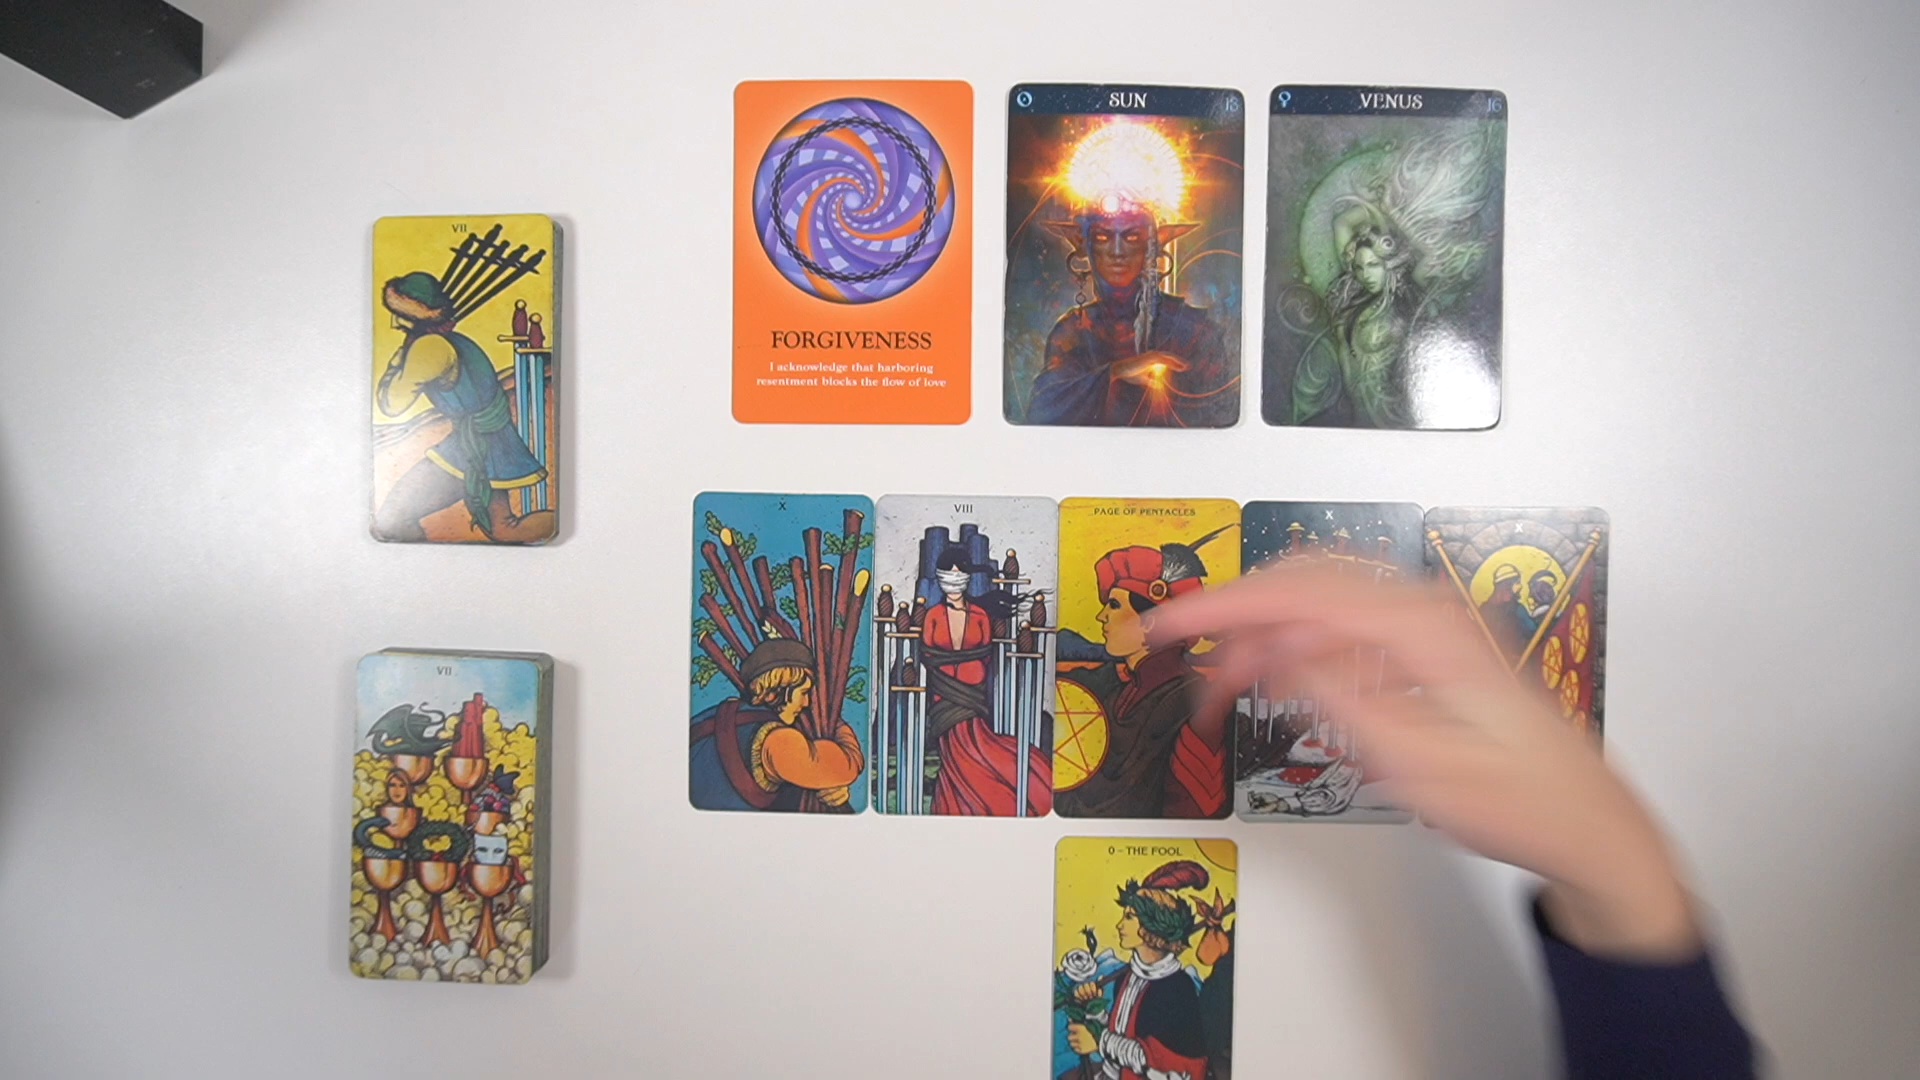 SUN 13
VENUS 16
FORGIVENESS
I acknowledge that harboring
resentment blocks the flow of love
VII
X
VIII
PAGE OF PENTACLES
X
X
VII
0 – THE FOOL